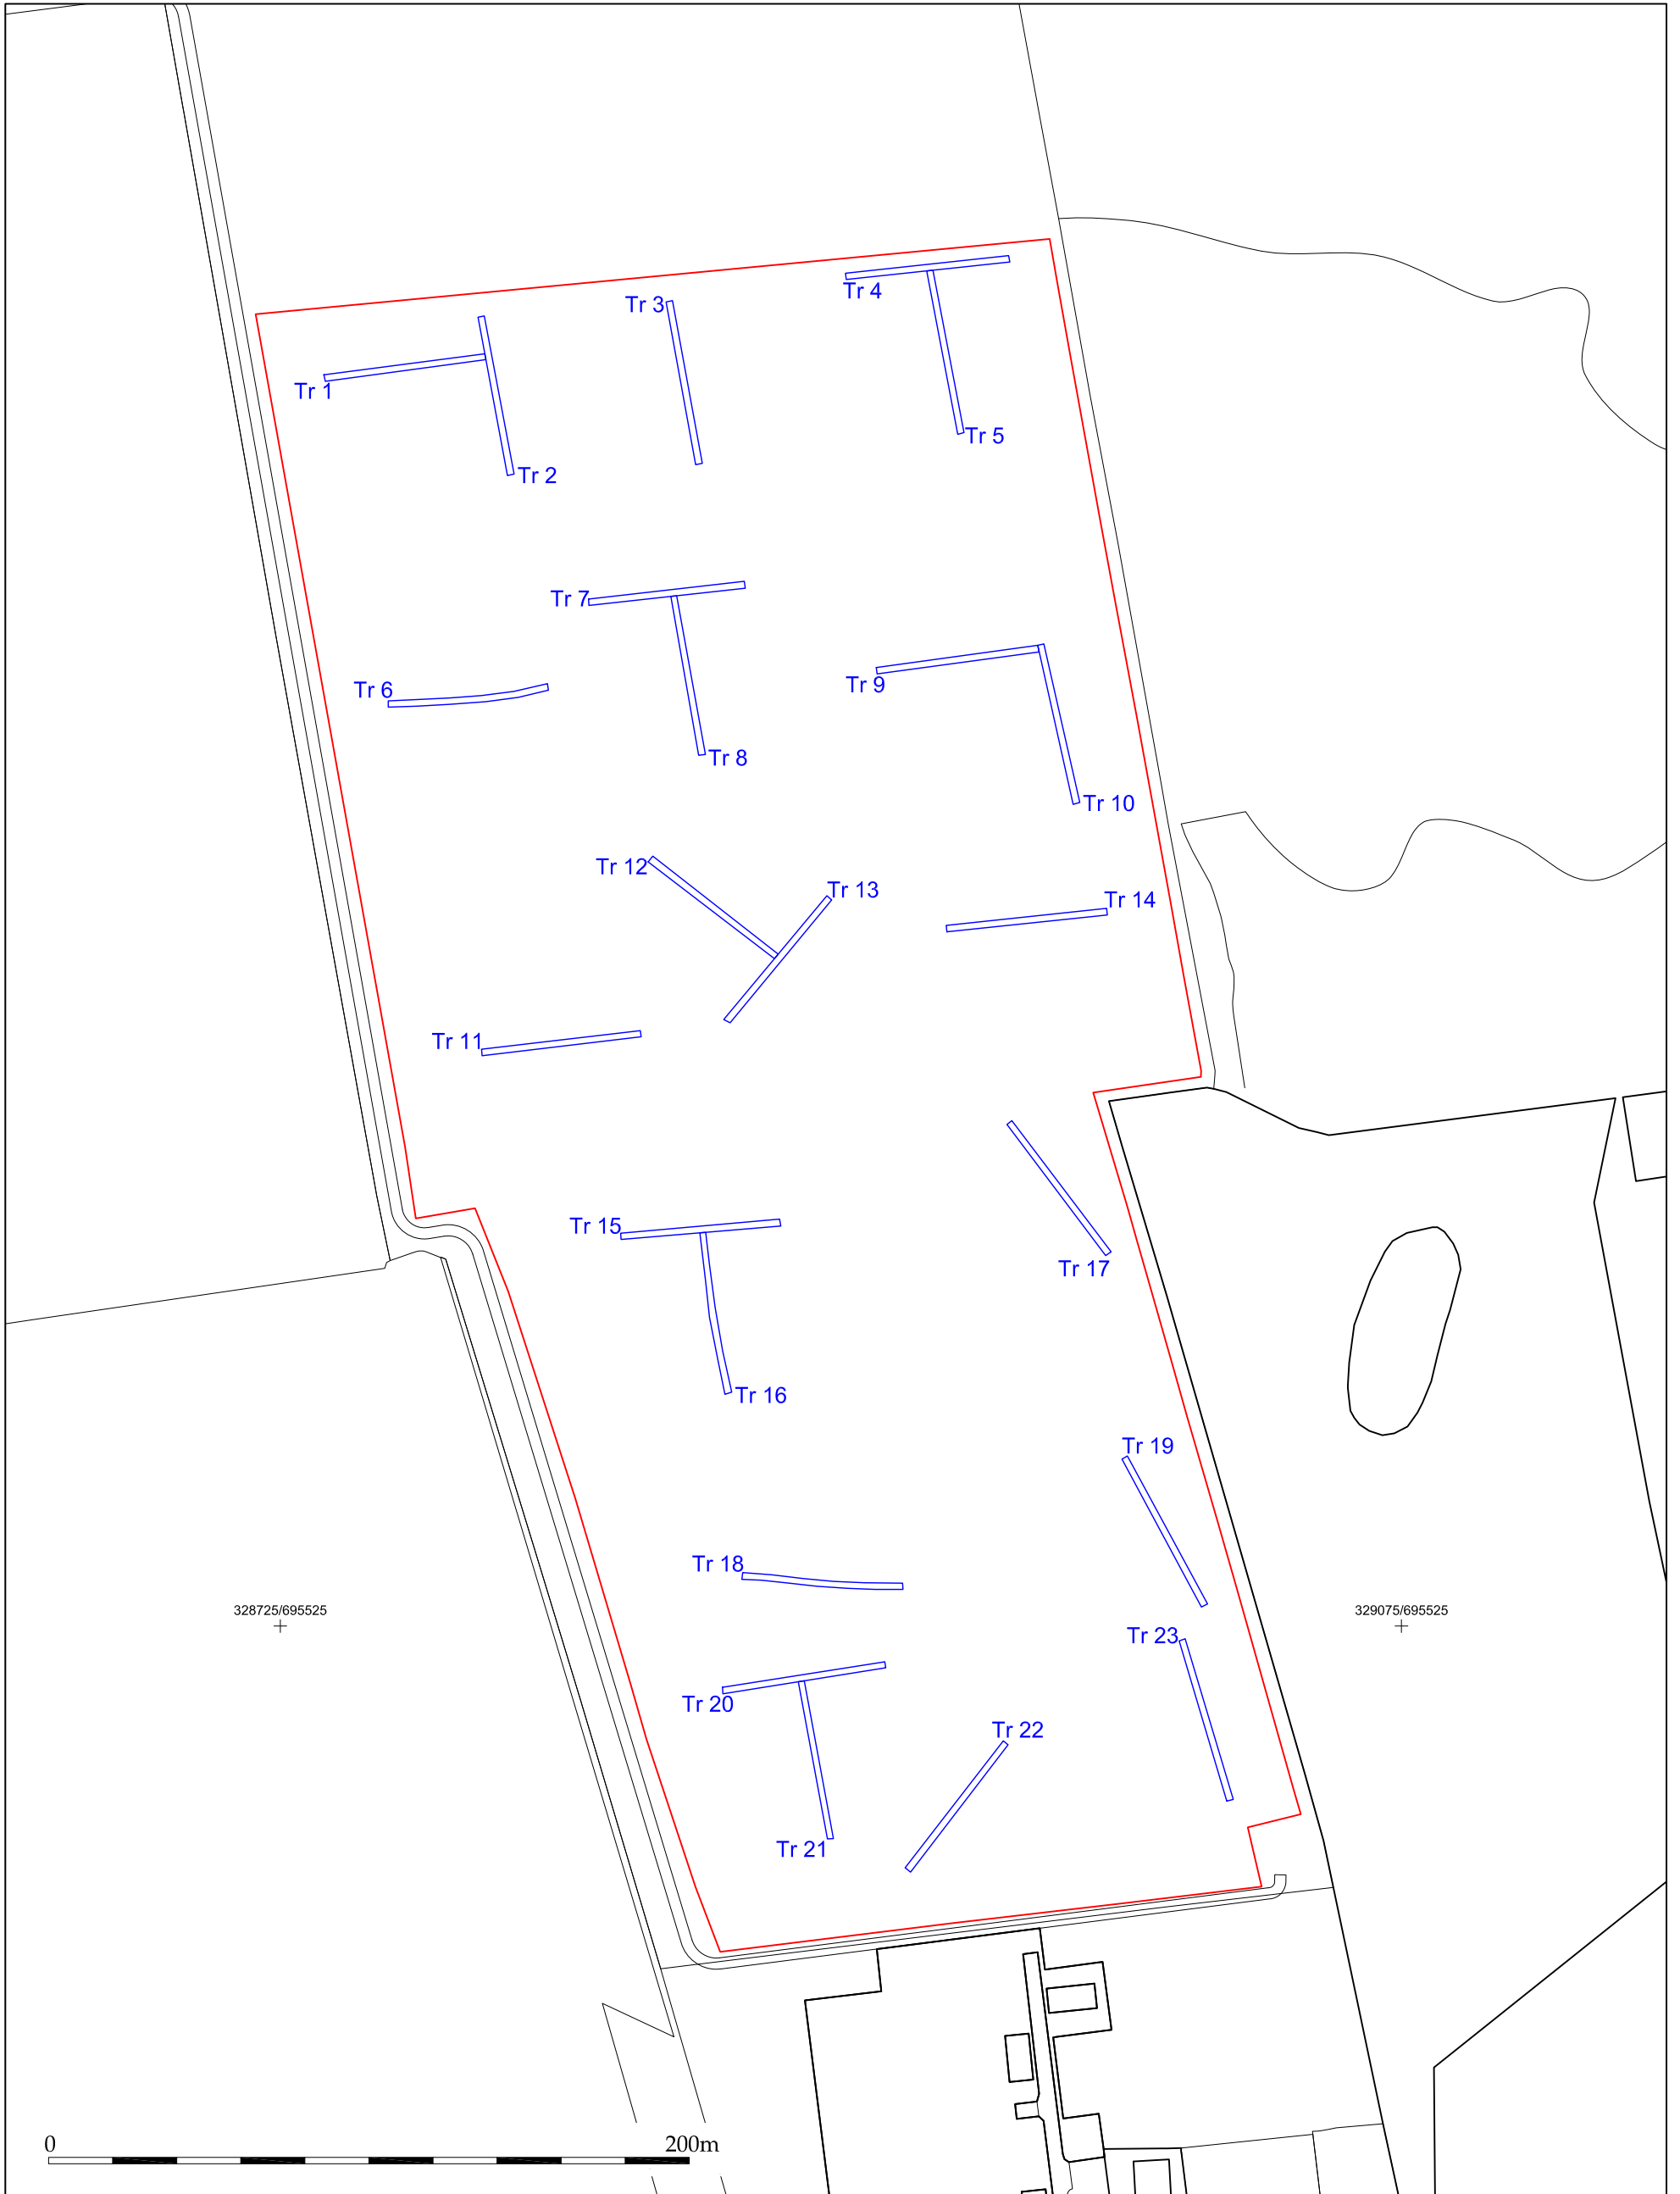 Tr 4
Tr 3
Tr 1
Tr 5
Tr 2
Tr 7
Tr 9
Tr 6
Tr 8
Tr 10
Tr 12
Tr 13
Tr 14
Tr 11
Tr 15
Tr 17
Tr 16
Tr 19
Tr 18
328725/695525
329075/695525
Tr 23
Tr 20
Tr 22
Tr 21
0
200m